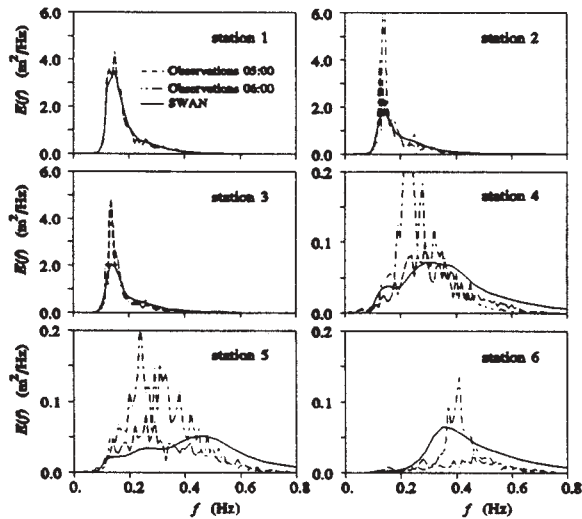 6.0
E(f) (m²/Hz)
4.0
2.0
0.0
station 1
Observations 05:00
Observations 06:00
SWAN
6.0
4.0
2.0
0.0
station 2
6.0
E(f) (m²/Hz)
4.0
2.0
0.0
station 3
0.2
0.1
0.0
station 4
0.2
E(f) (m²/Hz)
0.1
0.0
station 5
0. 0.2 0.4 0.6 0.8
f (Hz)
0.2
0.1
0.0
station 6
0. 0.2 0.4 0.6 0.8
f (Hz)